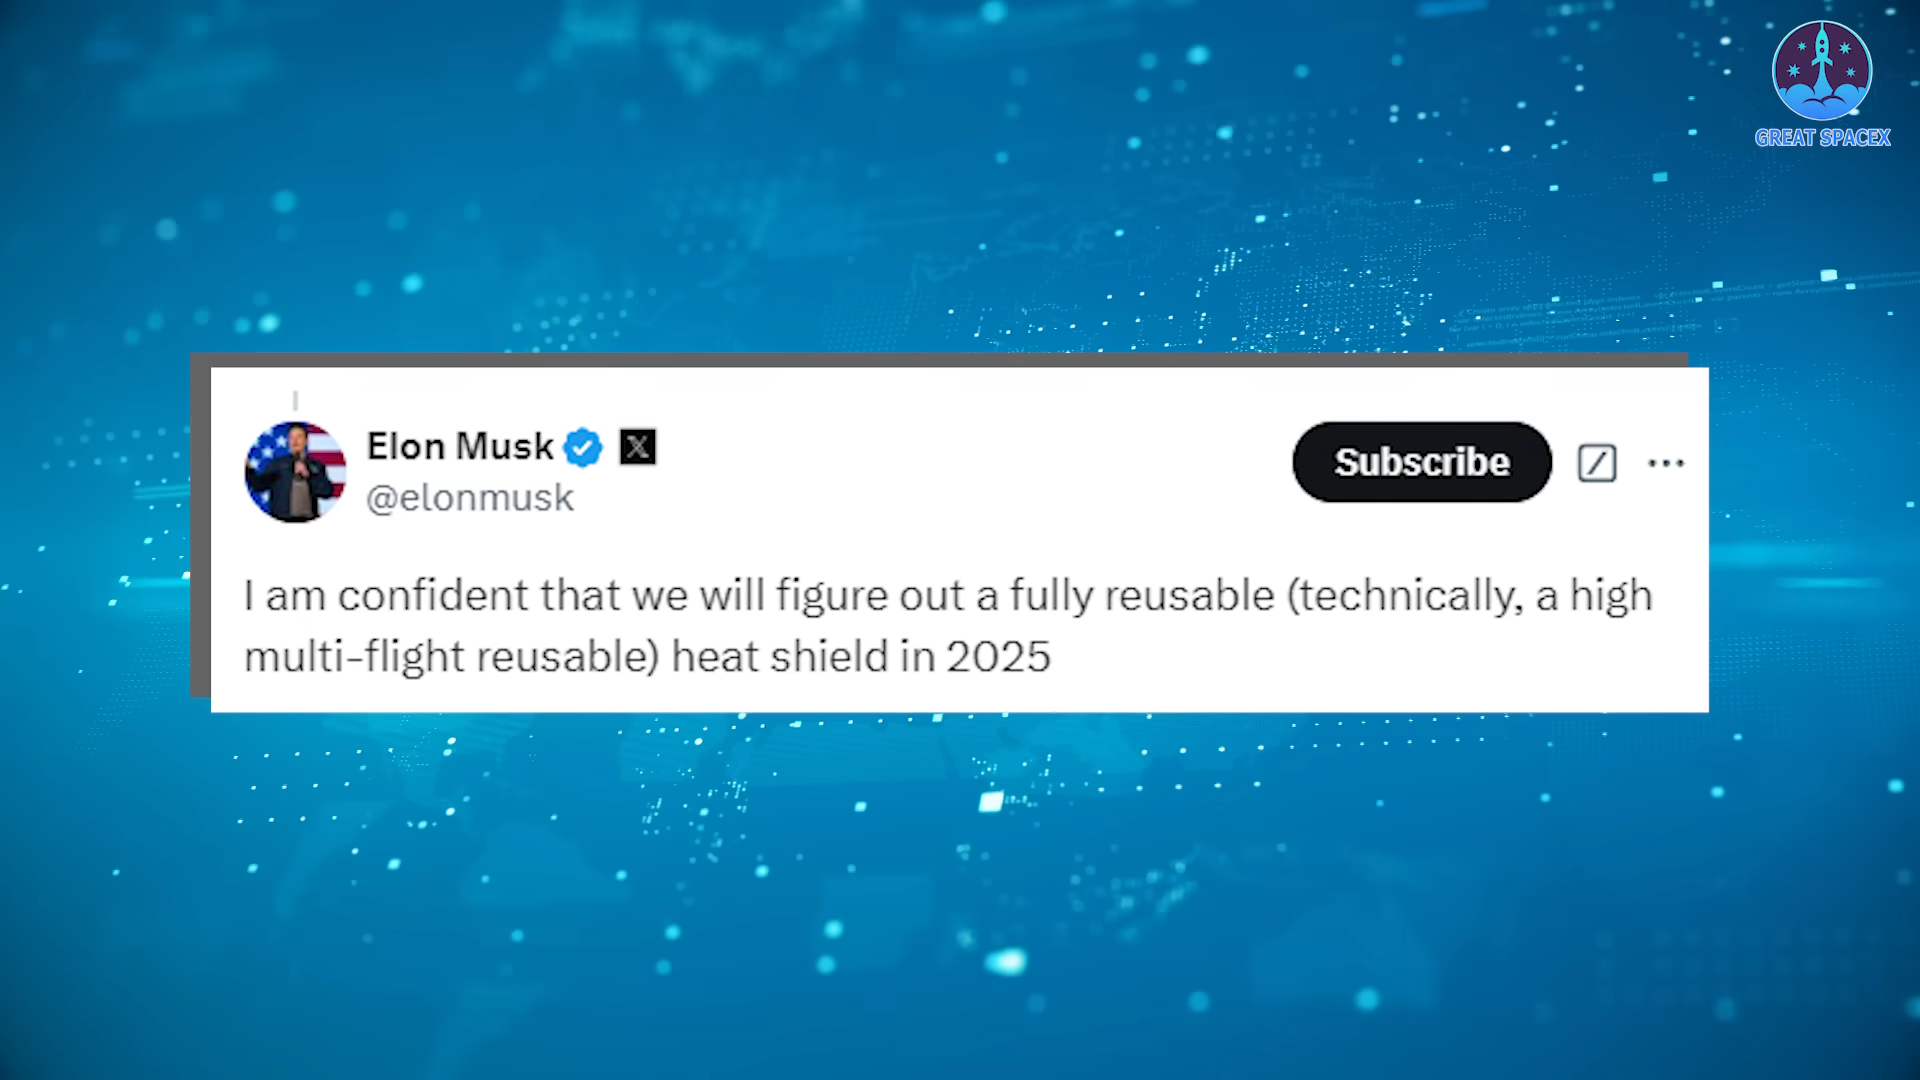 GREAT SPACEX
Elon Musk
@elonmusk
Subscribe
I am confident that we will figure out a fully reusable (technically, a high
multi-flight reusable) heat shield in 2025